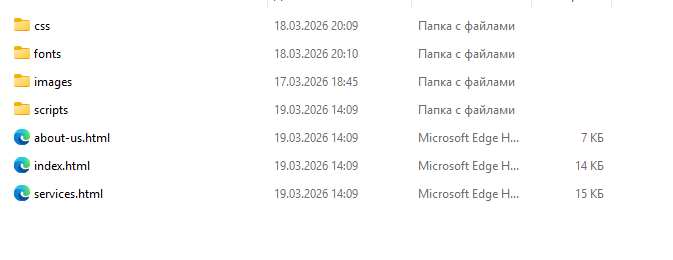 css 18.03.2026 20:09 Папка с файлами
fonts 18.03.2026 20:10 Папка с файлами
images 17.03.2026 18:45 Папка с файлами
scripts 19.03.2026 14:09 Папка с файлами
about-us.html 19.03.2026 14:09 Microsoft Edge H... 7 КБ
index.html 19.03.2026 14:09 Microsoft Edge H... 14 КБ
services.html 19.03.2026 14:09 Microsoft Edge H... 15 КБ